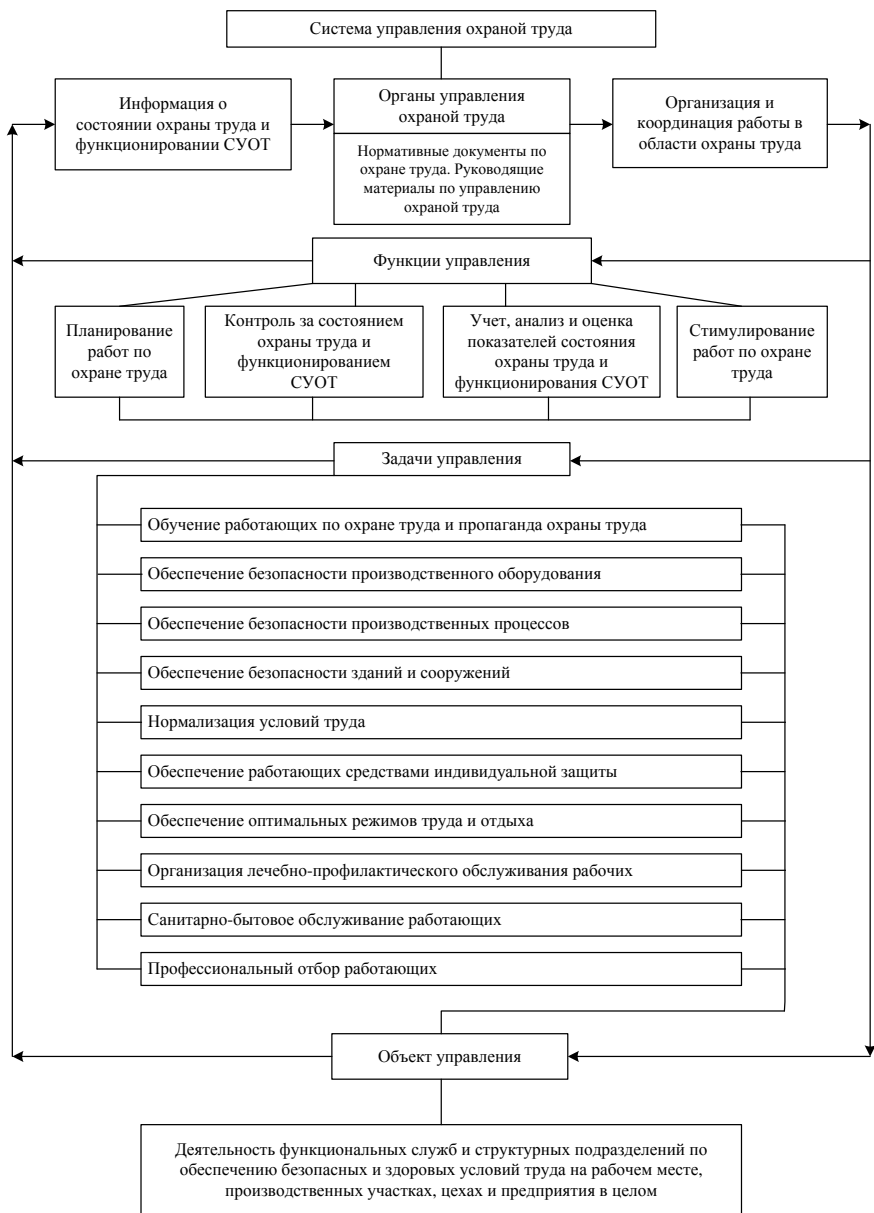 Система управления охраной труда
Информация о
состоянии охраны труда и
функционировании СУОТ
Органы управления
охраной труда
Нормативные документы по
охране труда. Руководящие
материалы по управлению
охраной труда
Организация и
координация работы в
области охраны труда
Функции управления
Планирование
работ по
охране труда
Контроль за состоянием
охраны труда и
функционированием
СУОТ
Учет, анализ и оценка
показателей состояния
охраны труда и
функционирования СУОТ
Стимулирование
работ по охране
труда
Задачи управления
Обучение работающих по охране труда и пропаганда охраны труда
Обеспечение безопасности производственного оборудования
Обеспечение безопасности производственных процессов
Обеспечение безопасности зданий и сооружений
Нормализация условий труда
Обеспечение работающих средствами индивидуальной защиты
Обеспечение оптимальных режимов труда и отдыха
Организация лечебно-профилактического обслуживания рабочих
Санитарно-бытовое обслуживание работающих
Профессиональный отбор работающих
Объект управления
Деятельность функциональных служб и структурных подразделений по
обеспечению безопасных и здоровых условий труда на рабочем месте,
производственных участках, цехах и предприятия в целом